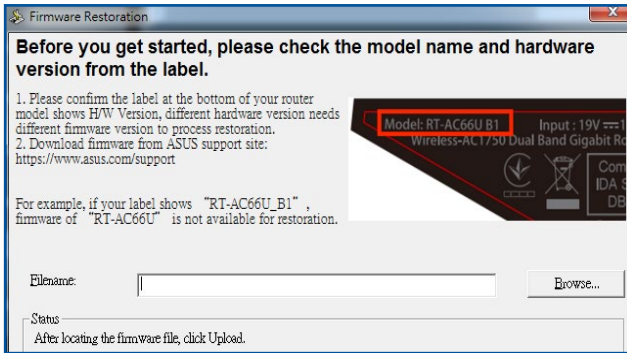 Firmware Restoration
Before you get started, please check the model name and hardware
version from the label.
1. Please confirm the label at the bottom of your router
model shows H/W Version, different hardware version needs
different firmware version to process restoration.
2. Download firmware from ASUS support site:
https://www.asus.com/support
For example, if your label shows “RT-AC66U_B1”,
firmware of “RT-AC66U” is not available for restoration.
Model: RT-AC66U B1 Input : 19V
Wireless-AC1750 Dual Band Gigabit Ro
Com
IDA S
DB
Filename:
Browse...
Status
After locating the firmware file, click Upload.